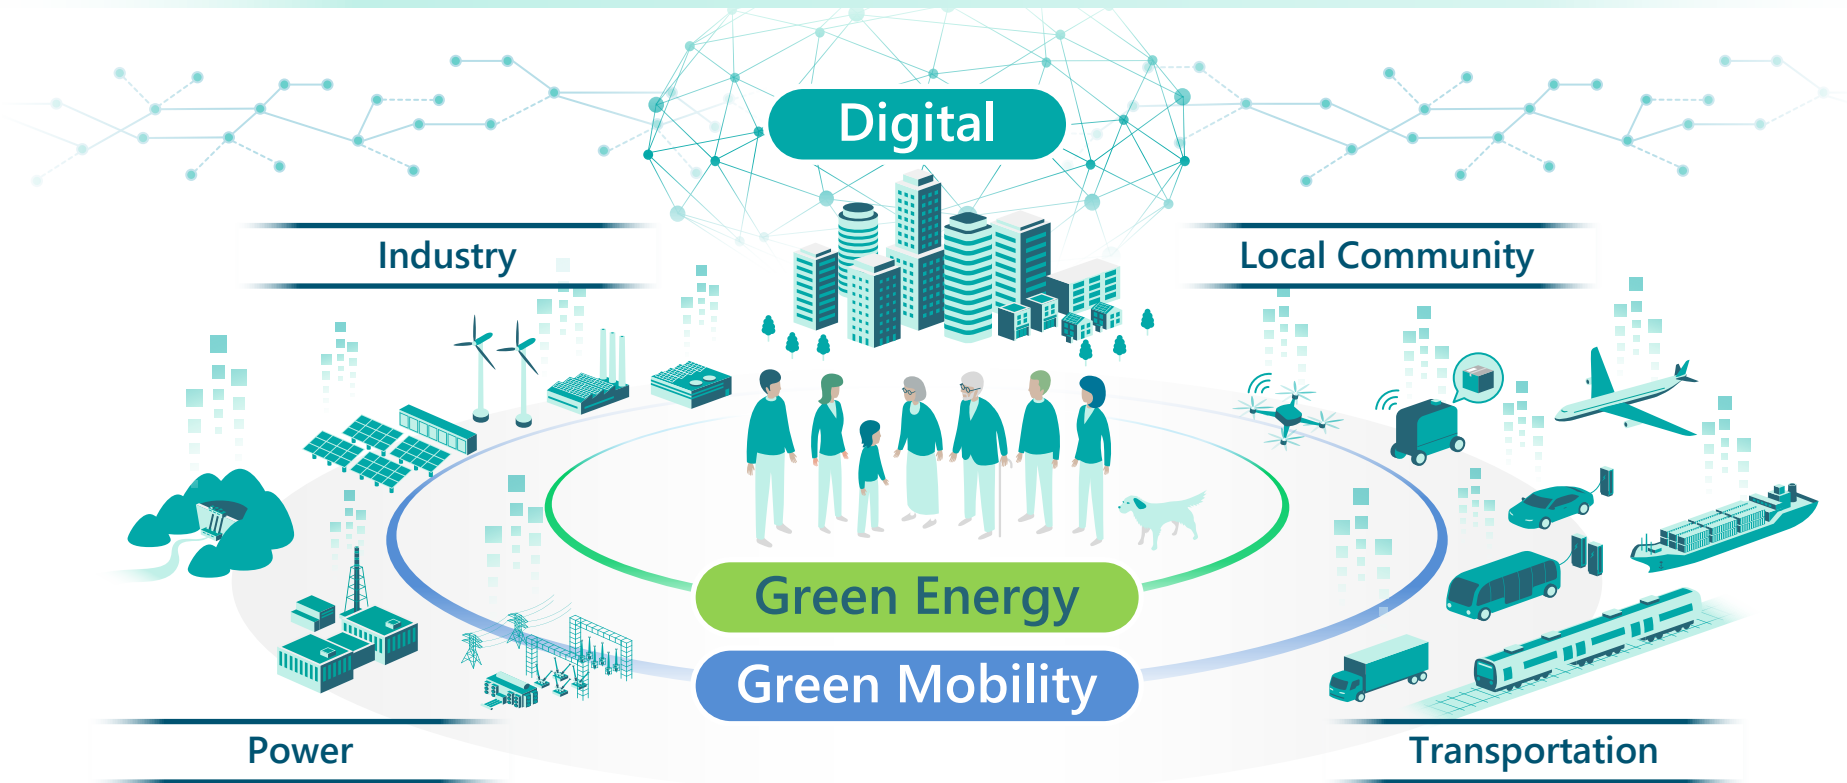 Digital
Industry
Local Community
Green Energy
Green Mobility
Power
Transportation